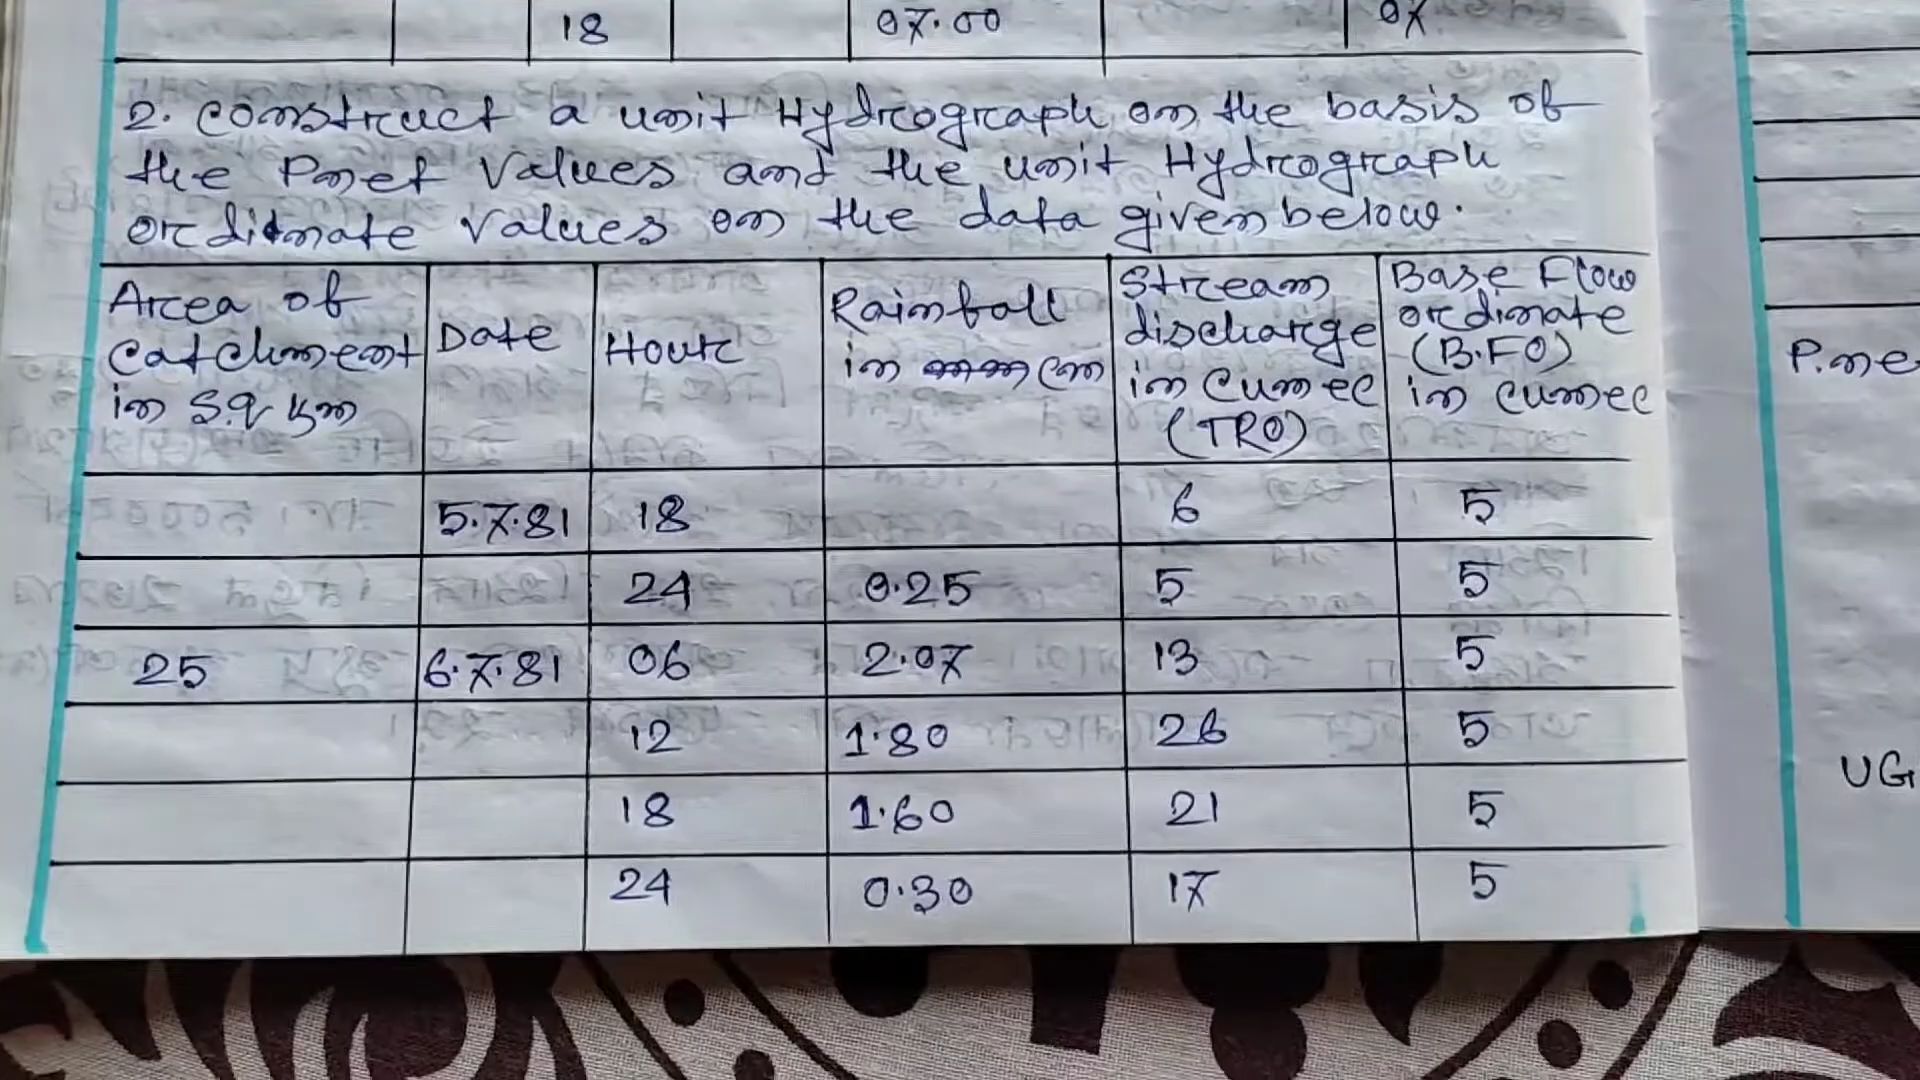 18 07.00 07
2. Construct a unit Hydrograph on the basis of
the Pnet values and the unit Hydrograph
orditnate values on the data given below.
Area of Catchment in S.q km Date Hour Rainfall in cm Stream discharge in Cumec (TRO) Base Flow ordinate (B.FO) in cumec
5.7.81 18 6 5
24 0.25 5 5
25 6.7.81 06 2.07 13 5
12 1.80 26 5
18 1.60 21 5
24 0.30 17 5
P.ne
UG